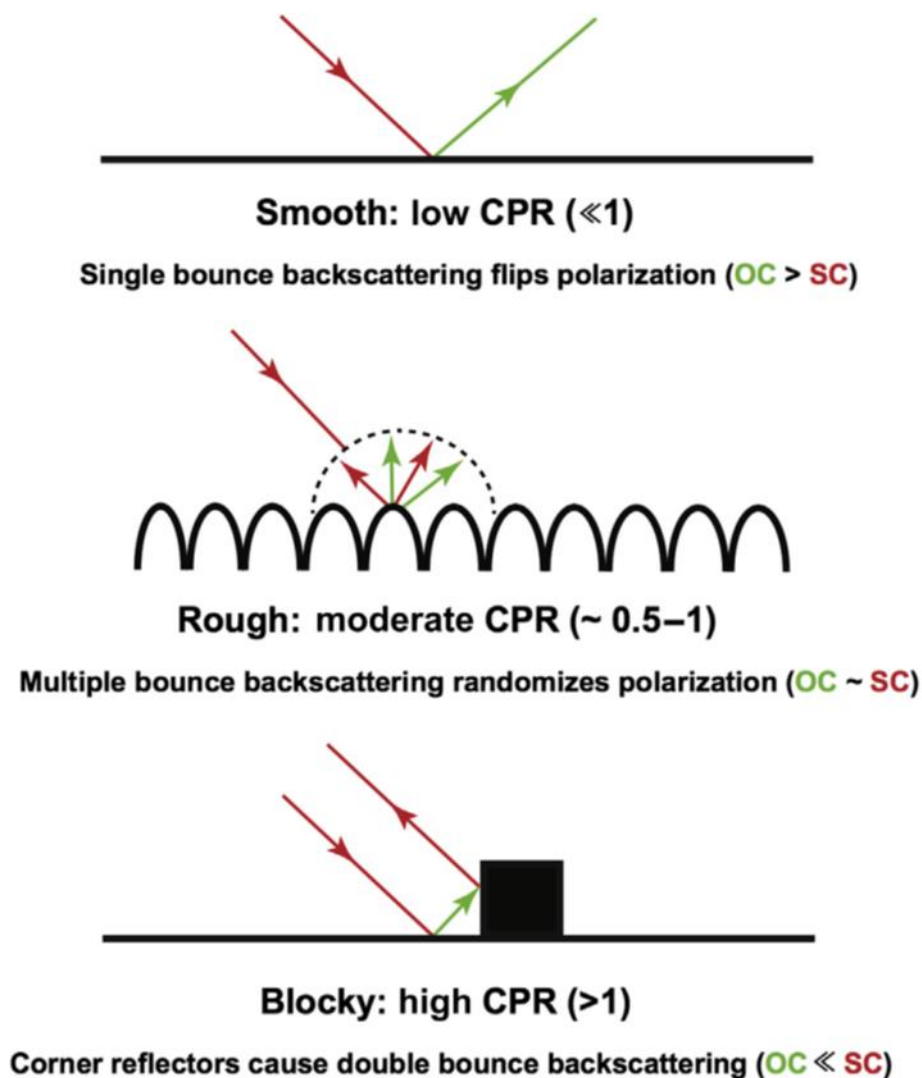 Smooth: low CPR (≪1)
Single bounce backscattering flips polarization (OC > SC)
Rough: moderate CPR (~ 0.5–1)
Multiple bounce backscattering randomizes polarization (OC ~ SC)
Blocky: high CPR (>1)
Corner reflectors cause double bounce backscattering (OC ≪ SC)